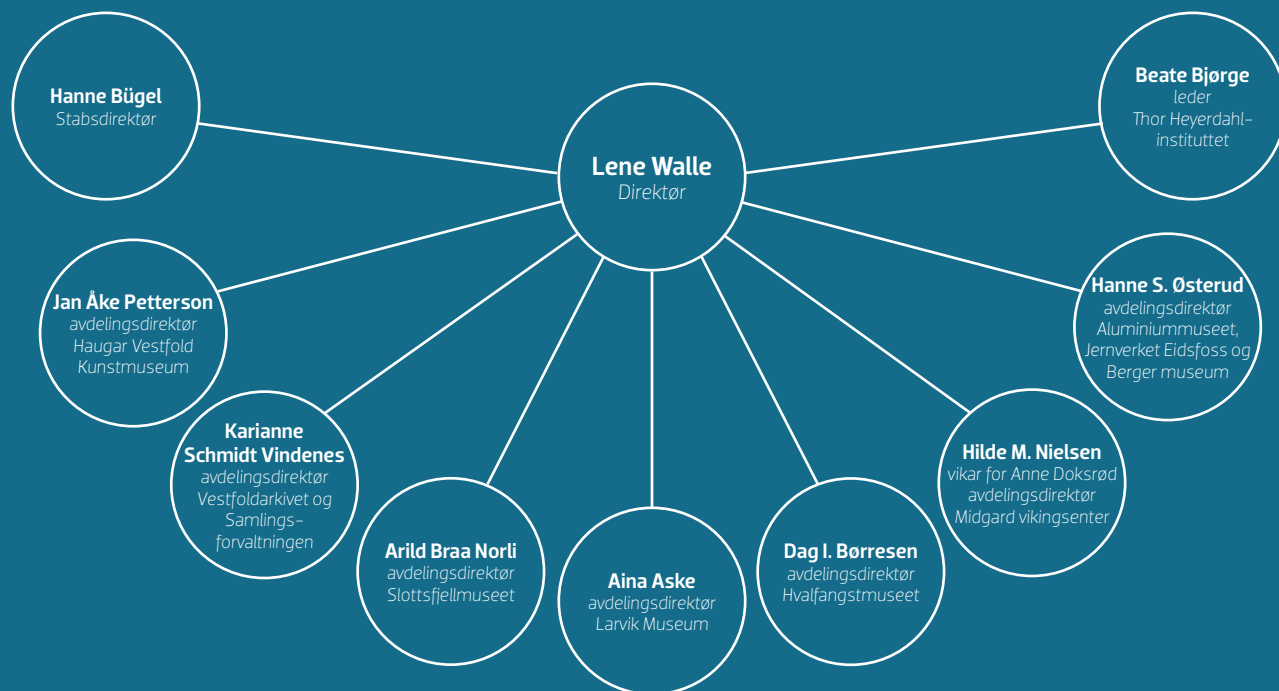 Hanne Bügel
Stabsdirektør
Beate Bjørge
leder
Thor Heyerdahl-
instituttet
Lene Walle
Direktør
Jan Åke Petterson
avdelingsdirektør
Haugar Vestfold
Kunstmuseum
Hanne S. Østerud
avdelingsdirektør
Aluminiummuseet,
Jernverket Eidsfoss og
Berger museum
Karianne
Schmidt Vindenes
avdelingsdirektør
Vestfoldarkivet og
Samlings-
forvaltningen
Hilde M. Nielsen
vikar for Anne Doksrød
avdelingsdirektør
Midgard vikingsenter
Arild Braa Norli
avdelingsdirektør
Slottsfjellmuseet
Aina Aske
avdelingsdirektør
Larvik Museum
Dag I. Børresen
avdelingsdirektør
Hvalfangstmuseet